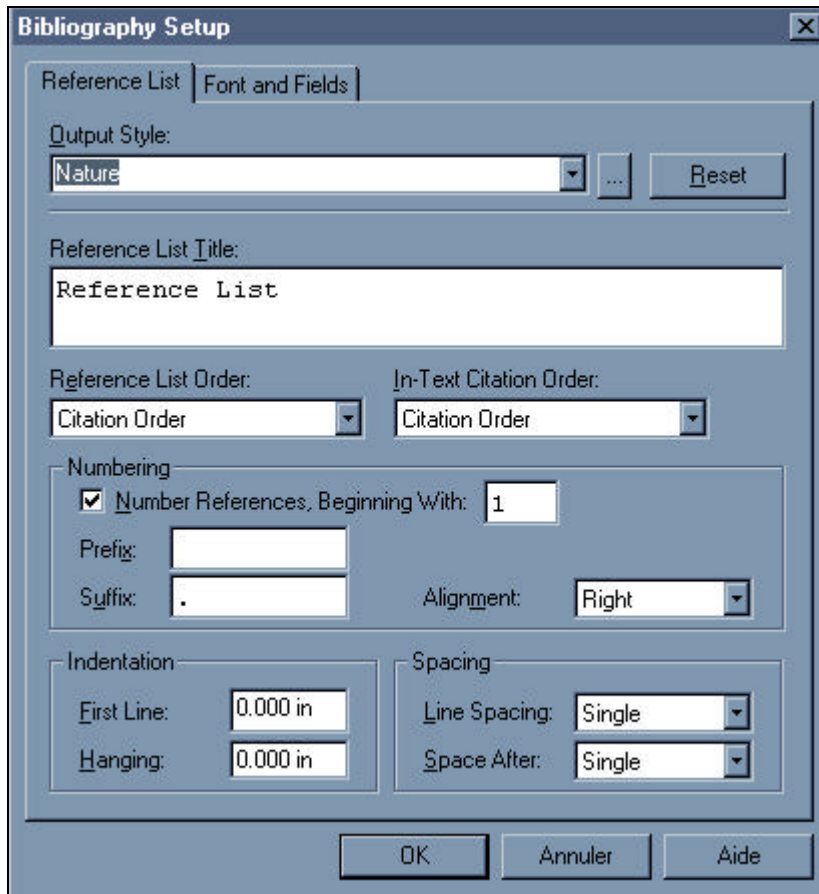 Bibliography Setup
Reference List Font and Fields
Output Style:
Nature ... Reset
Reference List Title:
Reference List
Reference List Order: In-Text Citation Order:
Citation Order Citation Order
Numbering
Number References, Beginning With: 1
Prefix:
Suffix: . Alignment: Right
Indentation Spacing
First Line: 0.000 in Line Spacing: Single
Hanging: 0.000 in Space After: Single
OK Annuler Aide